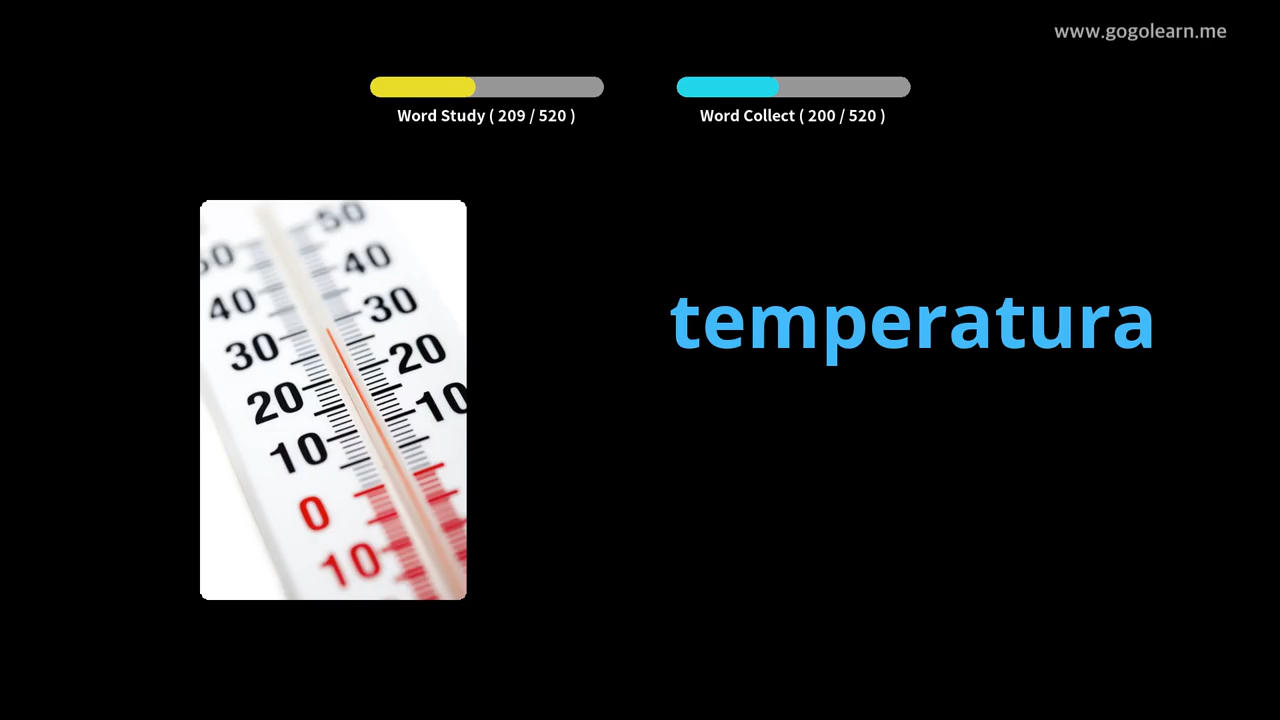 www.gogolearn.me
Word Study ( 209 / 520 )
Word Collect ( 200 / 520 )
temperatura
50
40 40
30 30
20 20
10 10
0
10